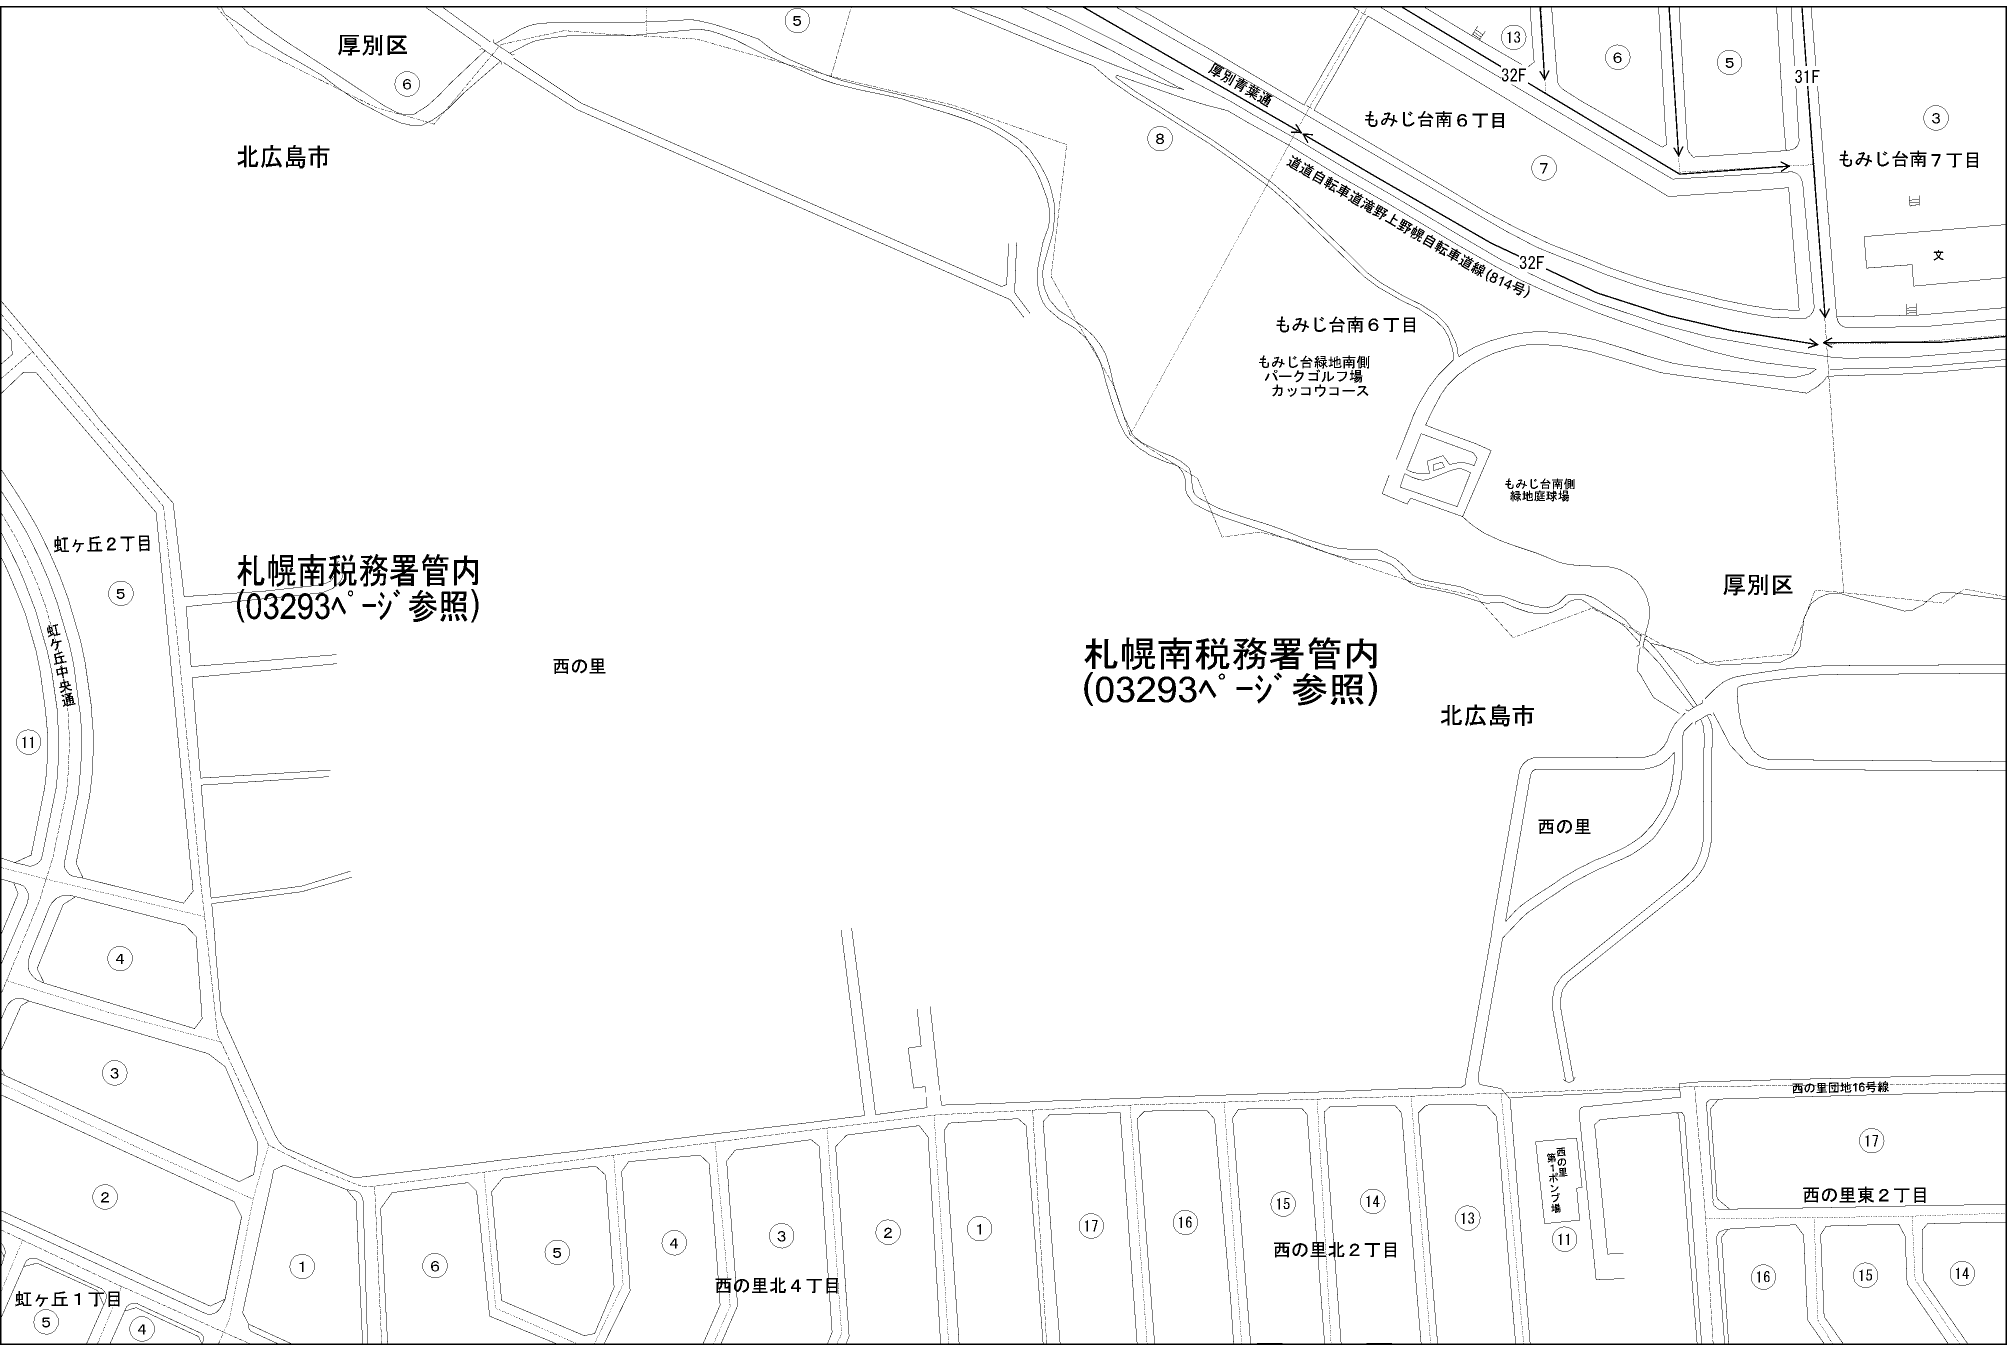 5
13
6
5
厚別区
6
32F
31F
厚別青葉通
もみじ台南6丁目
3
8
北広島市
7
もみじ台南7丁目
道道自転車道滝野上野幌自転車道線(814号)
文
32F
もみじ台南6丁目
もみじ台緑地南側
パークゴルフ場
カッコウコース
もみじ台南側
緑地庭球場
虹ヶ丘2丁目
札幌南税務署管内
(03293ﾍﾟｰｼﾞ参照)
5
厚別区
虹ケ丘中央通
西の里
札幌南税務署管内
(03293ﾍﾟｰｼﾞ参照)
北広島市
11
西の里
4
3
西の里団地16号線
17
西の里
第1ポンプ場
2
西の里東2丁目
15
14
13
17
16
1
2
3
4
5
6
1
11
西の里北2丁目
西の里北4丁目
16
15
14
虹ヶ丘1丁目
5
4